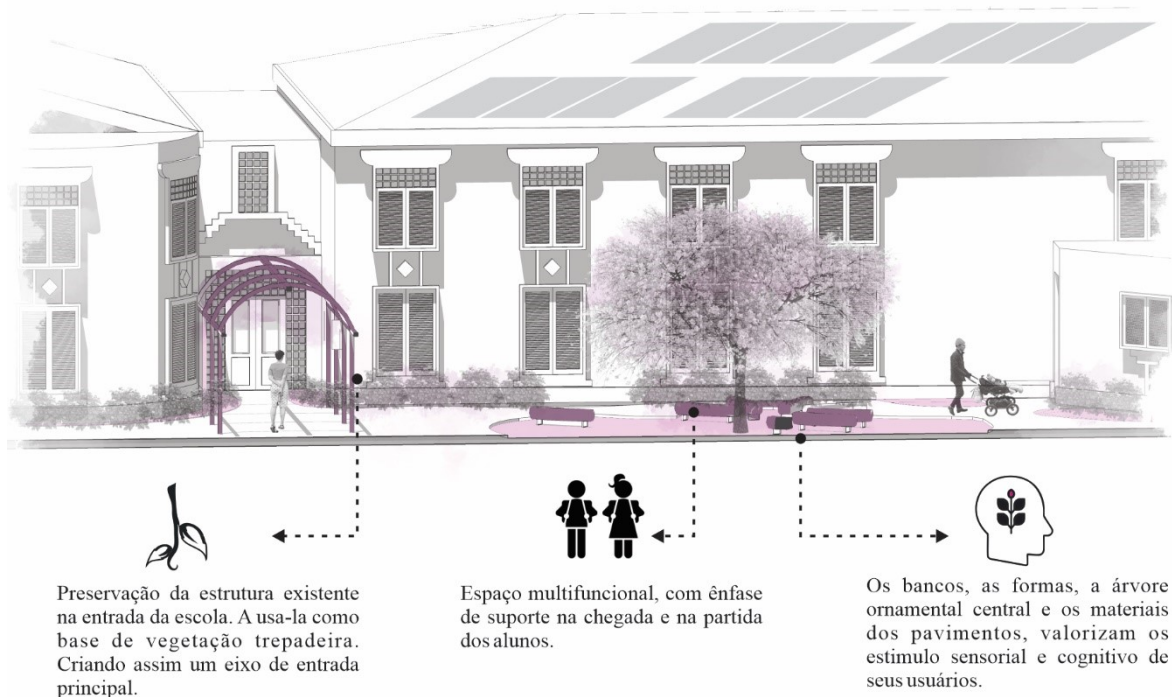 Preservação da estrutura existente
na entrada da escola. A usa-la como
base de vegetação trepadeira.
Criando assim um eixo de entrada
principal.
Espaço multifuncional, com ênfase
de suporte na chegada e na partida
dos alunos.
Os bancos, as formas, a árvore
ornamental central e os materiais
dos pavimentos, valorizam os
estimulo sensorial e cognitivo de
seus usuários.